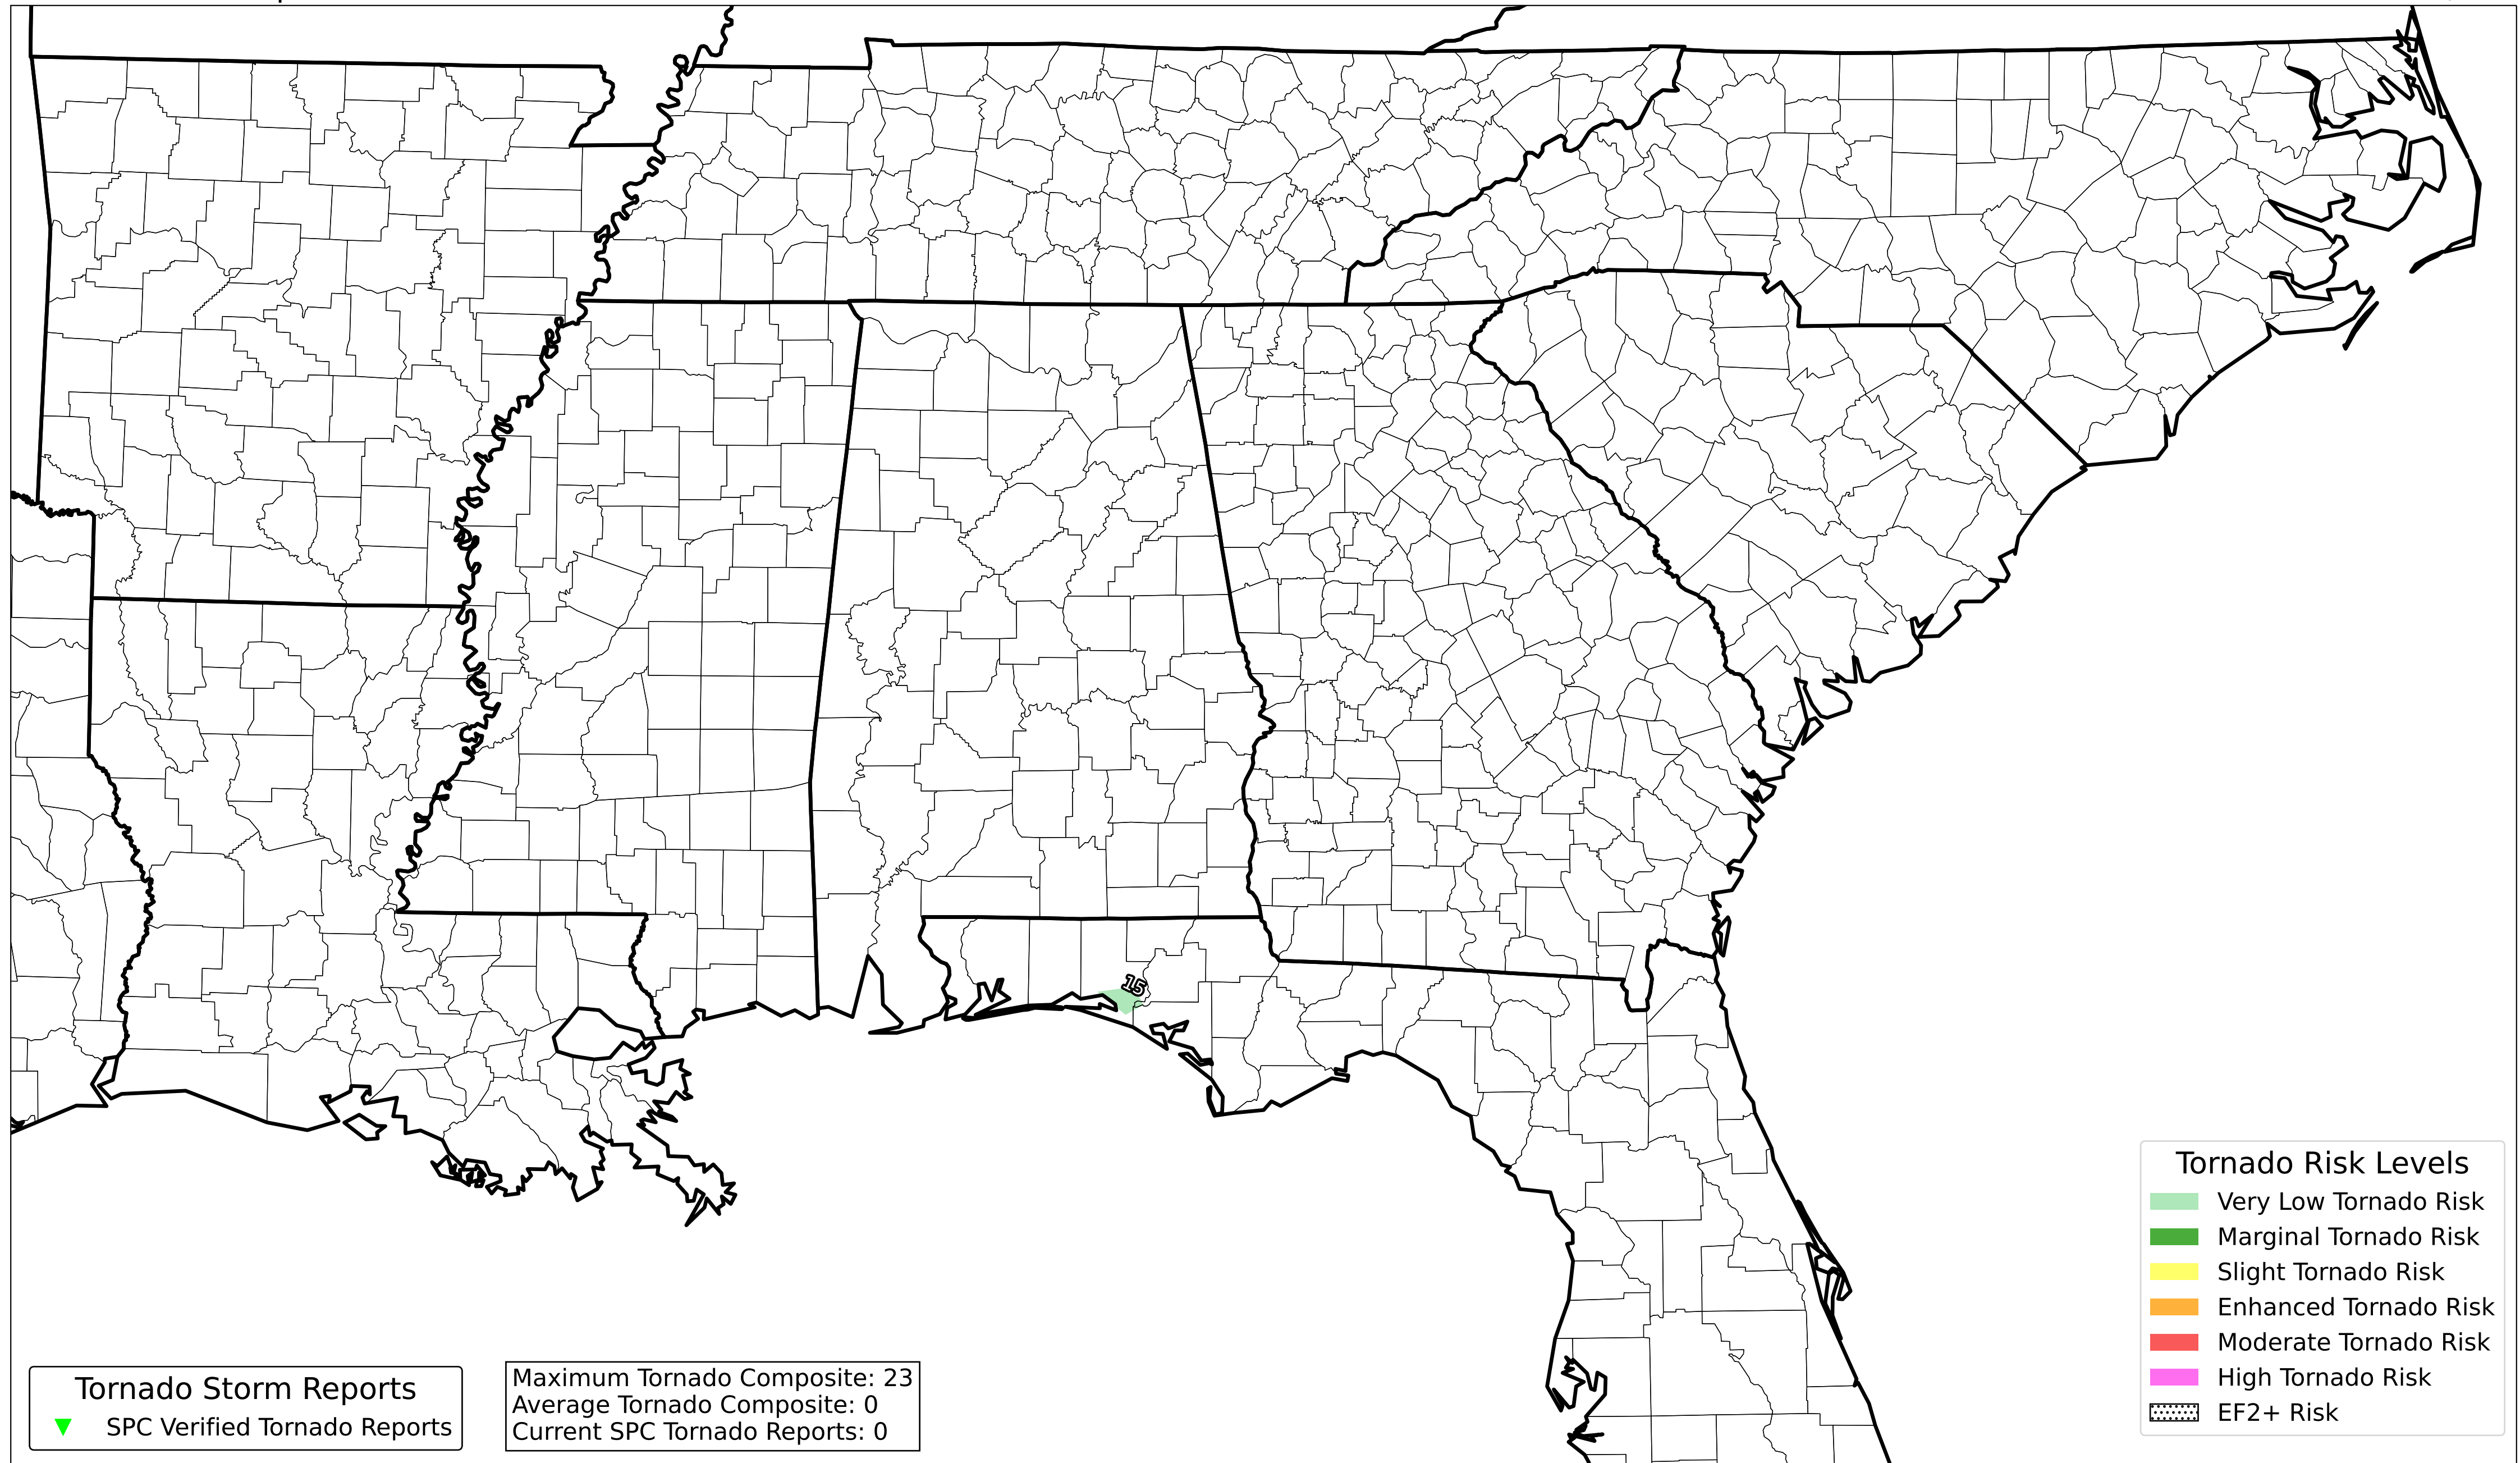 15
Tornado Risk Levels
Very Low Tornado Risk
Marginal Tornado Risk
Slight Tornado Risk
Enhanced Tornado Risk
Moderate Tornado Risk
High Tornado Risk
EF2+ Risk
Tornado Storm Reports
SPC Verified Tornado Reports
Maximum Tornado Composite: 23
Average Tornado Composite: 0
Current SPC Tornado Reports: 0